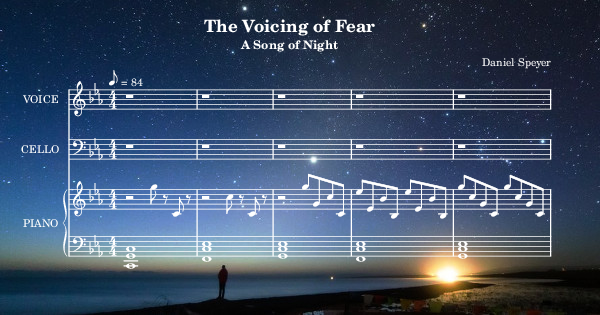 The Voicing of Fear
A Song of Night
Daniel Speyer
♪ = 84
VOICE
CELLO
PIANO